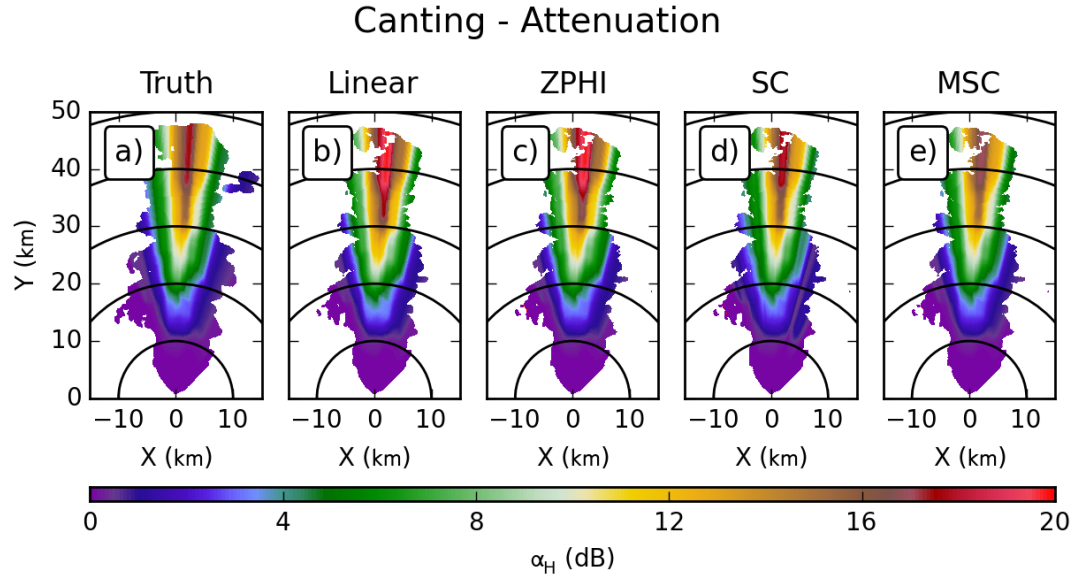 Canting - Attenuation
Truth Linear ZPHI SC MSC
a) b) c) d) e)
50
40
30
20
10
0
Y (km)
−10 0 10 −10 0 10 −10 0 10 −10 0 10 −10 0 10
X (km) X (km) X (km) X (km) X (km)
0 4 8 12 16 20
α_H (dB)